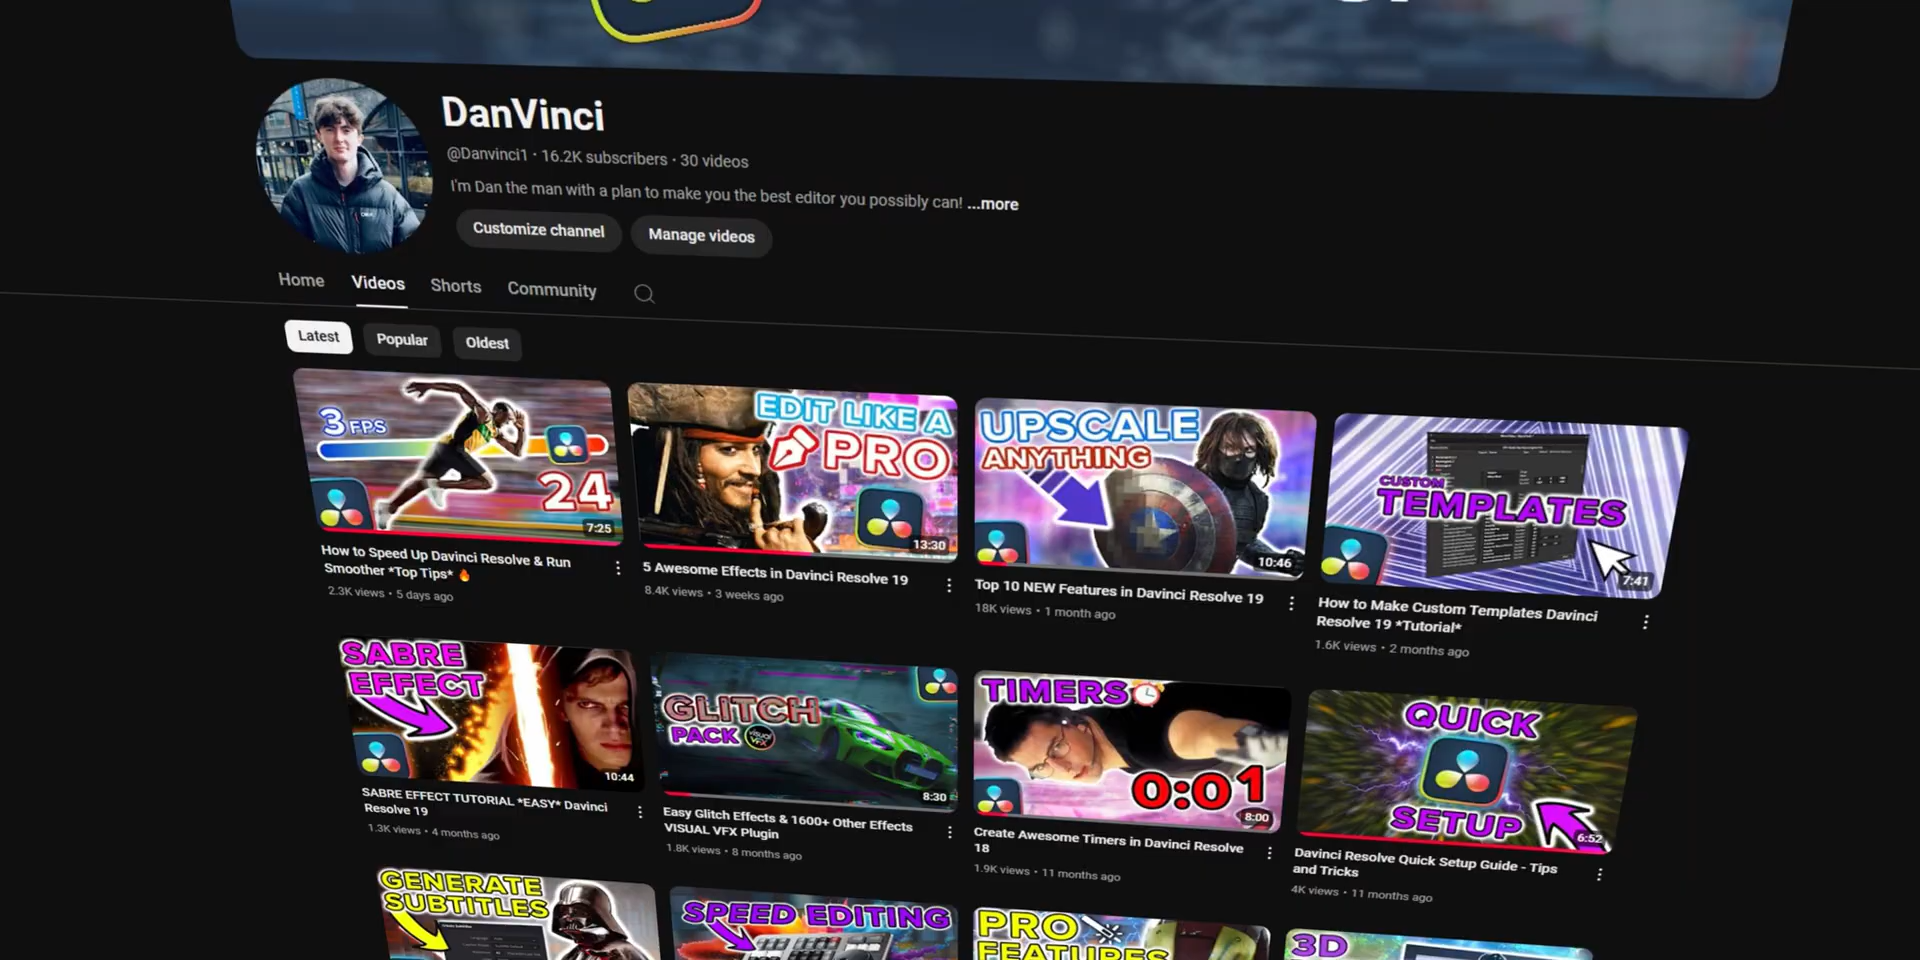 DanVinci
@Danvinci1 · 16.2K subscribers · 30 videos
I'm Dan the man with a plan to make you the best editor you possibly can! ...more
Customize channel
Manage videos
Home
Videos
Shorts
Community
Latest
Popular
Oldest
3 FPS
24
7:25
How to Speed Up Davinci Resolve & Run
Smoother *Top Tips* 🔥
2.3K views · 5 days ago
EDIT LIKE A
PRO
13:30
5 Awesome Effects in Davinci Resolve 19
8.4K views · 3 weeks ago
UPSCALE
ANYTHING
10:46
Top 10 NEW Features in Davinci Resolve 19
18K views · 1 month ago
CUSTOM
TEMPLATES
7:41
How to Make Custom Templates Davinci
Resolve 19 *Tutorial*
1.6K views · 2 months ago
SABRE
EFFECT
10:44
SABRE EFFECT TUTORIAL *EASY* Davinci
Resolve 19
1.3K views · 4 months ago
GLITCH
PACK
VISUAL
VFX
8:30
Easy Glitch Effects & 1600+ Other Effects
VISUAL VFX Plugin
1.8K views · 8 months ago
TIMERS
0:01
8:00
Create Awesome Timers in Davinci Resolve
18
1.9K views · 11 months ago
QUICK
SETUP
6:52
Davinci Resolve Quick Setup Guide - Tips
and Tricks
4K views · 11 months ago
GENERATE
SUBTITLES
SPEED EDITING
PRO
FEATURES
3D